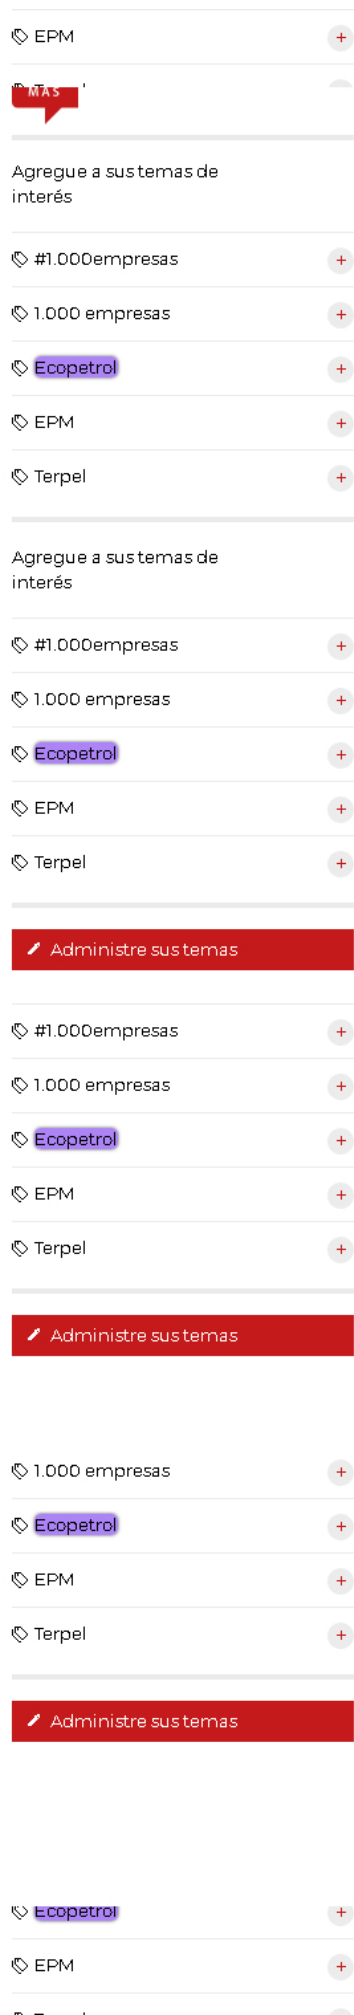 EPM
MÁS
Agregue a sus temas de
interés
#1.000empresas
1.000 empresas
Ecopetrol
EPM
Terpel
Agregue a sus temas de
interés
#1.000empresas
1.000 empresas
Ecopetrol
EPM
Terpel
Administre sus temas
#1.000empresas
1.000 empresas
Ecopetrol
EPM
Terpel
Administre sus temas
1.000 empresas
Ecopetrol
EPM
Terpel
Administre sus temas
Ecopetrol
EPM